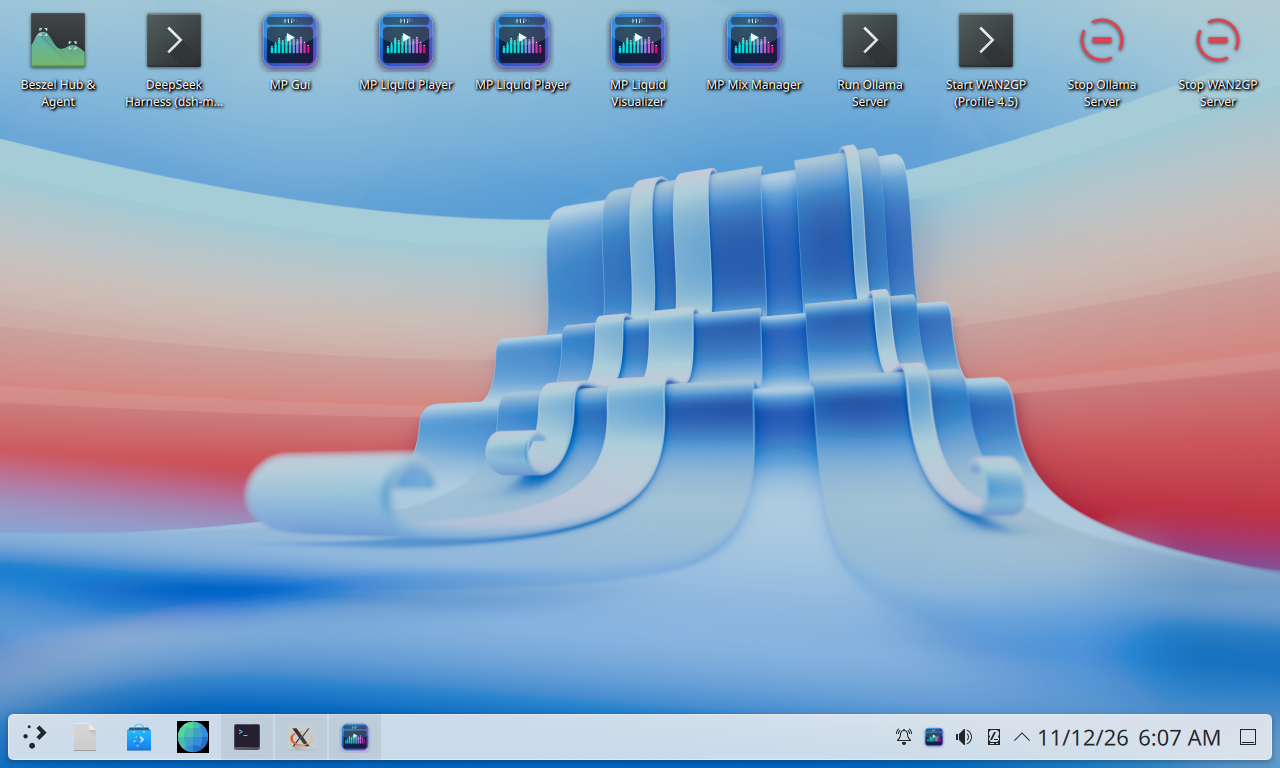 Beszel Hub &
Agent
DeepSeek
Harness (dsh-m...
MP Gui
MP Liquid Player
MP Liquid Player
MP Liquid
Visualizer
MP Mix Manager
Run Ollama
Server
Start WAN2GP
(Profile 4.5)
Stop Ollama
Server
Stop WAN2GP
Server
11/12/26 6:07 AM